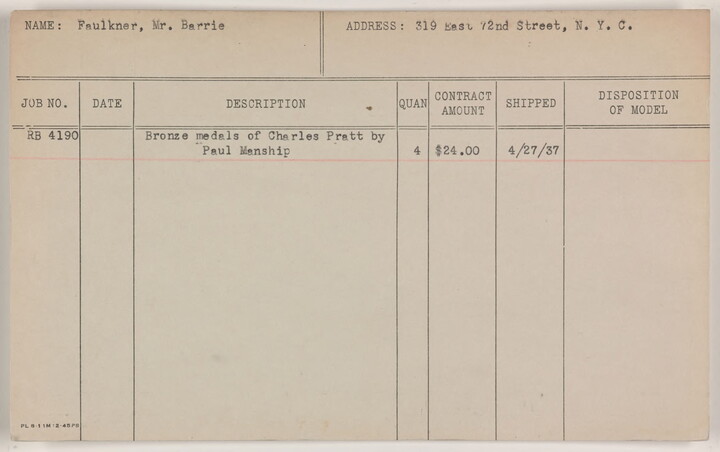 NAME: Faulkner, Mr. Barrie
ADDRESS: 319 East 72nd Street, N. Y. C.
JOB NO. DATE DESCRIPTION QUAN CONTRACT AMOUNT SHIPPED DISPOSITION OF MODEL
RB 4190 Bronze medals of Charles Pratt by
Paul Manship 4 $24.00 4/27/37